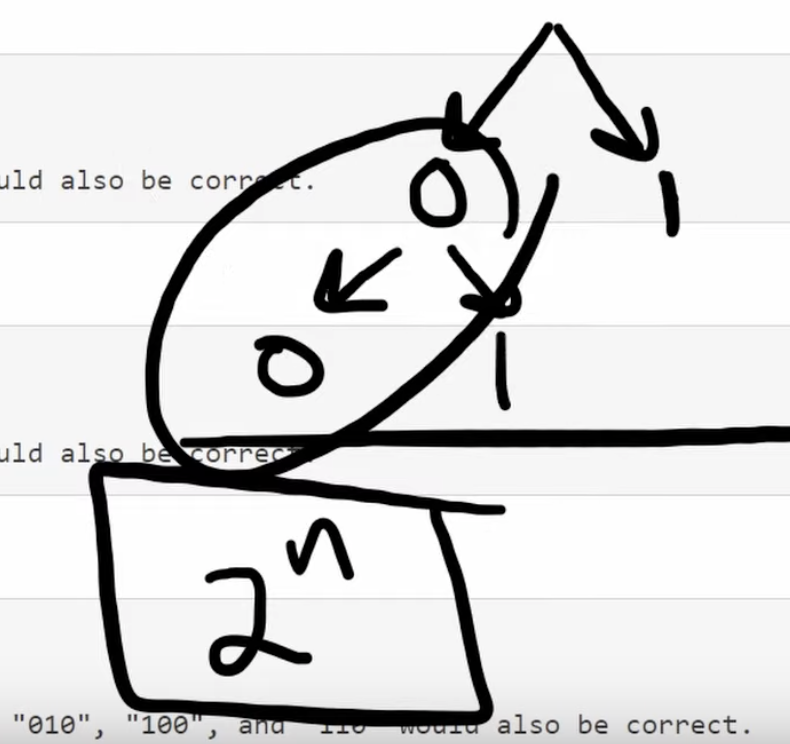 uld also be correct.
0 1
0 1
uld also be correct.
2^n
"010", "100", and "110" would also be correct.